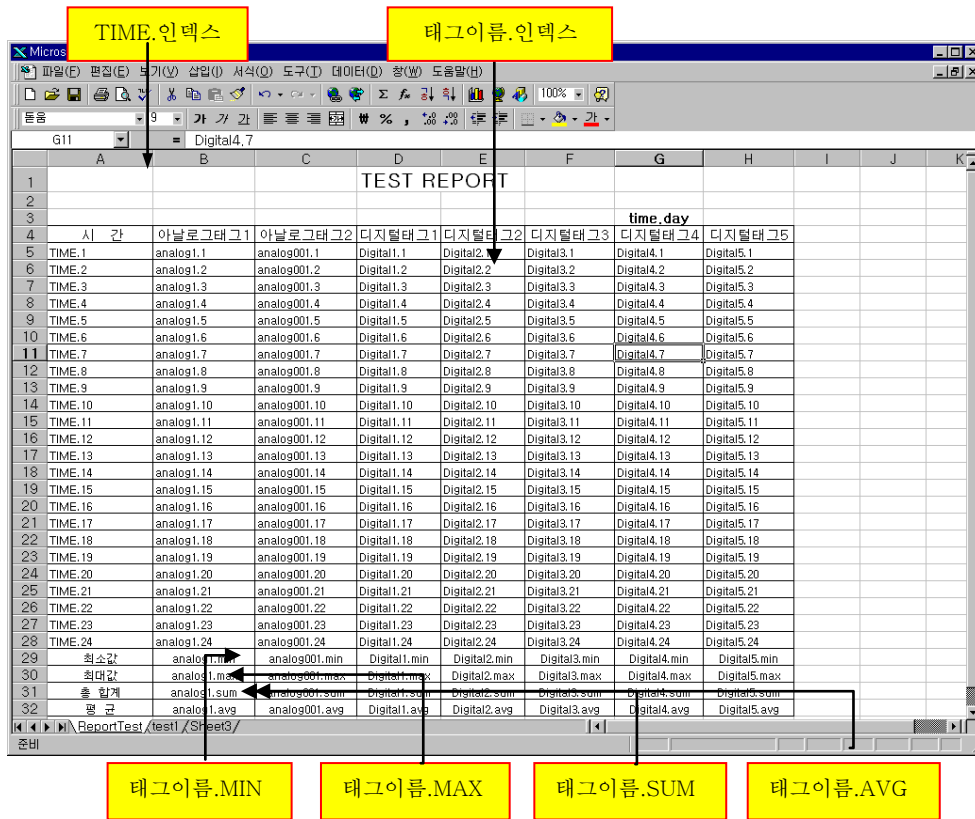 TIME.인덱스
태그이름.인덱스
파일(F) 편집(E) 보기(V) 삽입(I) 서식(O) 도구(T) 데이터(D) 창(W) 도움말(H)
100%
돋움 9 가 가 가
G11 = Digital4.7
A B C D E F G H I J K
1 TEST REPORT
2
3 time.day
4 시 간 아날로그태그1 아날로그태그2 디지털태그1 디지털태그2 디지털태그3 디지털태그4 디지털태그5
5 TIME.1 analog1.1 analog001.1 Digital1.1 Digital2.1 Digital3.1 Digital4.1 Digital5.1
6 TIME.2 analog1.2 analog001.2 Digital1.2 Digital2.2 Digital3.2 Digital4.2 Digital5.2
7 TIME.3 analog1.3 analog001.3 Digital1.3 Digital2.3 Digital3.3 Digital4.3 Digital5.3
8 TIME.4 analog1.4 analog001.4 Digital1.4 Digital2.4 Digital3.4 Digital4.4 Digital5.4
9 TIME.5 analog1.5 analog001.5 Digital1.5 Digital2.5 Digital3.5 Digital4.5 Digital5.5
10 TIME.6 analog1.6 analog001.6 Digital1.6 Digital2.6 Digital3.6 Digital4.6 Digital5.6
11 TIME.7 analog1.7 analog001.7 Digital1.7 Digital2.7 Digital3.7 Digital4.7 Digital5.7
12 TIME.8 analog1.8 analog001.8 Digital1.8 Digital2.8 Digital3.8 Digital4.8 Digital5.8
13 TIME.9 analog1.9 analog001.9 Digital1.9 Digital2.9 Digital3.9 Digital4.9 Digital5.9
14 TIME.10 analog1.10 analog001.10 Digital1.10 Digital2.10 Digital3.10 Digital4.10 Digital5.10
15 TIME.11 analog1.11 analog001.11 Digital1.11 Digital2.11 Digital3.11 Digital4.11 Digital5.11
16 TIME.12 analog1.12 analog001.12 Digital1.12 Digital2.12 Digital3.12 Digital4.12 Digital5.12
17 TIME.13 analog1.13 analog001.13 Digital1.13 Digital2.13 Digital3.13 Digital4.13 Digital5.13
18 TIME.14 analog1.14 analog001.14 Digital1.14 Digital2.14 Digital3.14 Digital4.14 Digital5.14
19 TIME.15 analog1.15 analog001.15 Digital1.15 Digital2.15 Digital3.15 Digital4.15 Digital5.15
20 TIME.16 analog1.16 analog001.16 Digital1.16 Digital2.16 Digital3.16 Digital4.16 Digital5.16
21 TIME.17 analog1.17 analog001.17 Digital1.17 Digital2.17 Digital3.17 Digital4.17 Digital5.17
22 TIME.18 analog1.18 analog001.18 Digital1.18 Digital2.18 Digital3.18 Digital4.18 Digital5.18
23 TIME.19 analog1.19 analog001.19 Digital1.19 Digital2.19 Digital3.19 Digital4.19 Digital5.19
24 TIME.20 analog1.20 analog001.20 Digital1.20 Digital2.20 Digital3.20 Digital4.20 Digital5.20
25 TIME.21 analog1.21 analog001.21 Digital1.21 Digital2.21 Digital3.21 Digital4.21 Digital5.21
26 TIME.22 analog1.22 analog001.22 Digital1.22 Digital2.22 Digital3.22 Digital4.22 Digital5.22
27 TIME.23 analog1.23 analog001.23 Digital1.23 Digital2.23 Digital3.23 Digital4.23 Digital5.23
28 TIME.24 analog1.24 analog001.24 Digital1.24 Digital2.24 Digital3.24 Digital4.24 Digital5.24
29 최소값 analog1.min analog001.min Digital1.min Digital2.min Digital3.min Digital4.min Digital5.min
30 최대값 analog1.max analog001.max Digital1.max Digital2.max Digital3.max Digital4.max Digital5.max
31 총 합계 analog1.sum analog001.sum Digital1.sum Digital2.sum Digital3.sum Digital4.sum Digital5.sum
32 평 균 analog1.avg analog001.avg Digital1.avg Digital2.avg Digital3.avg Digital4.avg Digital5.avg
ReportTest test1 Sheet3
준비
태그이름.MIN
태그이름.MAX
태그이름.SUM
태그이름.AVG